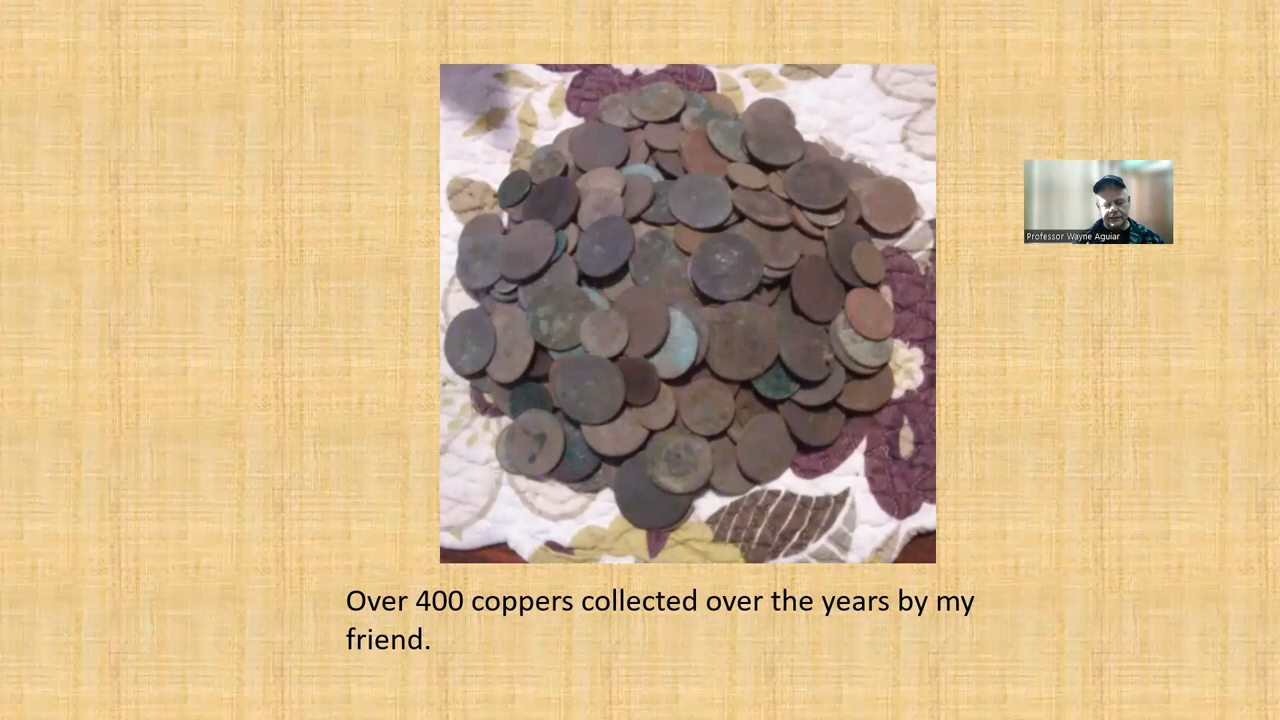 Professor Wayne Aguiar
Over 400 coppers collected over the years by my
friend.